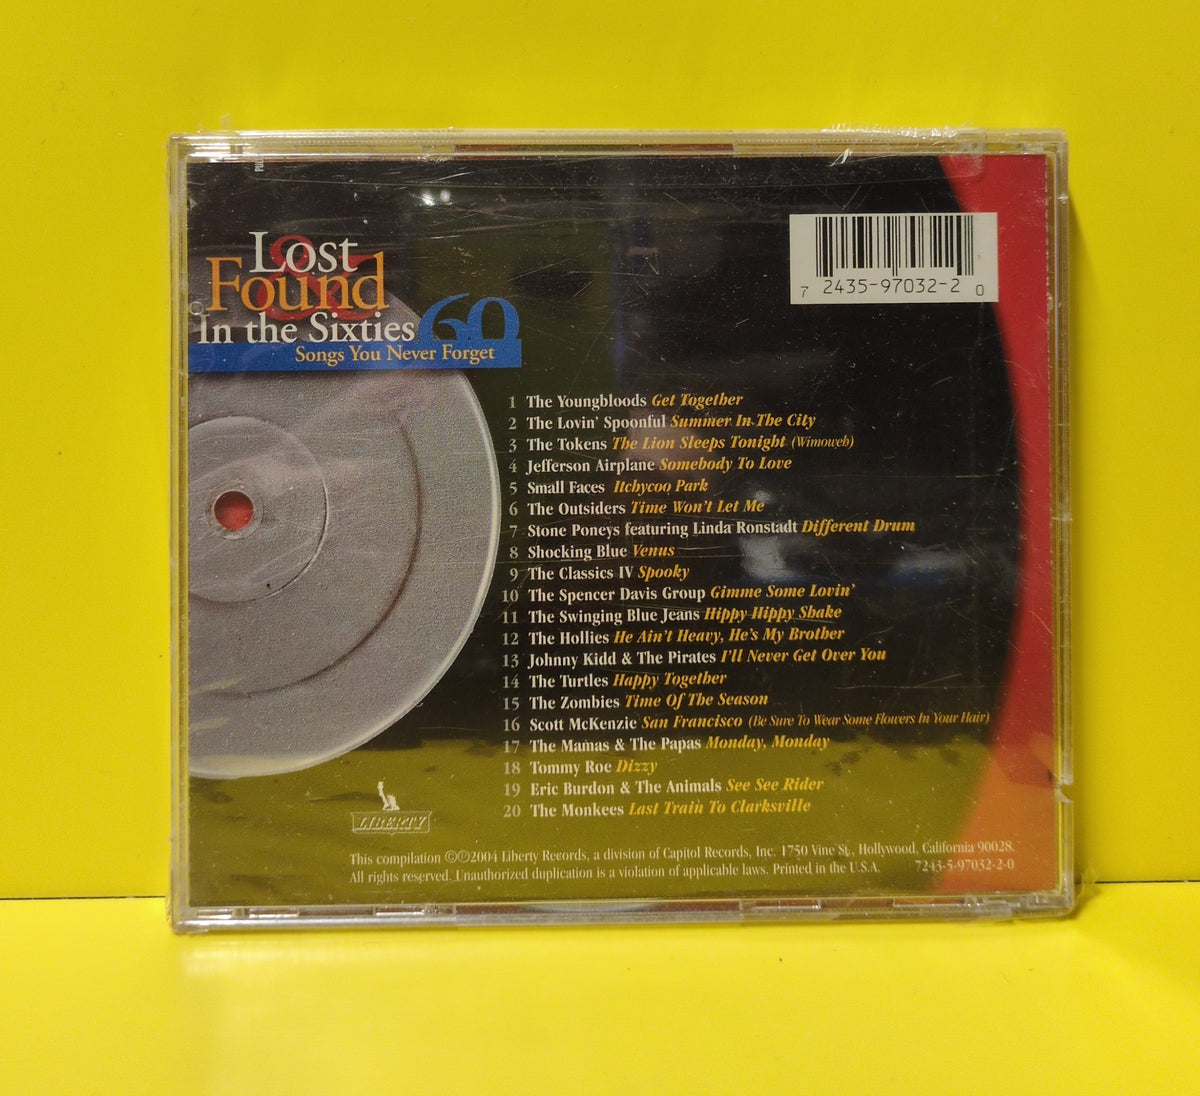 Lost
&
Found
In the Sixties 60
Songs You Never Forget
7 2435-97032-2 0
1 The Youngbloods Get Together
2 The Lovin' Spoonful Summer In The City
3 The Tokens The Lion Sleeps Tonight (Wimoweh)
4 Jefferson Airplane Somebody To Love
5 Small Faces Itchycoo Park
6 The Outsiders Time Won't Let Me
7 Stone Poneys featuring Linda Ronstadt Different Drum
8 Shocking Blue Venus
9 The Classics IV Spooky
10 The Spencer Davis Group Gimme Some Lovin'
11 The Swinging Blue Jeans Hippy Hippy Shake
12 The Hollies He Ain't Heavy, He's My Brother
13 Johnny Kidd & The Pirates I'll Never Get Over You
14 The Turtles Happy Together
15 The Zombies Time Of The Season
16 Scott McKenzie San Francisco (Be Sure To Wear Some Flowers In Your Hair)
17 The Mamas & The Papas Monday, Monday
18 Tommy Roe Dizzy
19 Eric Burdon & The Animals See See Rider
20 The Monkees Last Train To Clarksville
LIBERTY
This compilation ©℗2004 Liberty Records, a division of Capitol Records, Inc. 1750 Vine St., Hollywood, California 90028.
All rights reserved. Unauthorized duplication is a violation of applicable laws. Printed in the U.S.A. 7243-5-97032-2-0